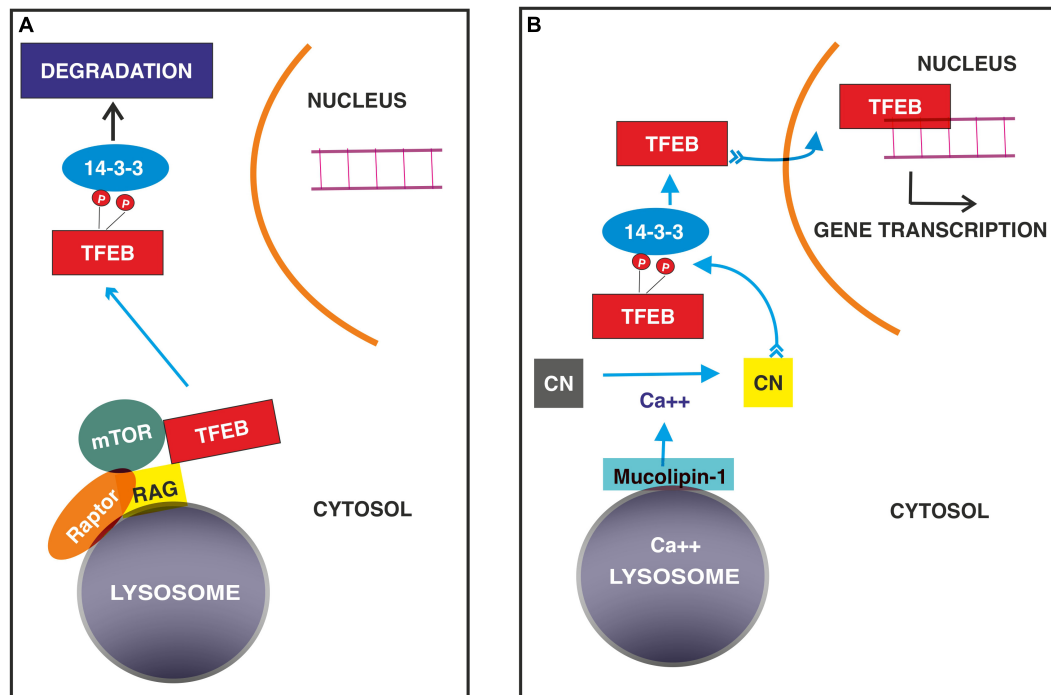 A
DEGRADATION
NUCLEUS
14-3-3
P P
TFEB
mTOR
TFEB
Raptor
RAG
CYTOSOL
LYSOSOME
B
NUCLEUS
TFEB
TFEB
14-3-3
GENE TRANSCRIPTION
P P
TFEB
CN
CN
Ca++
Mucolipin-1
CYTOSOL
Ca++
LYSOSOME